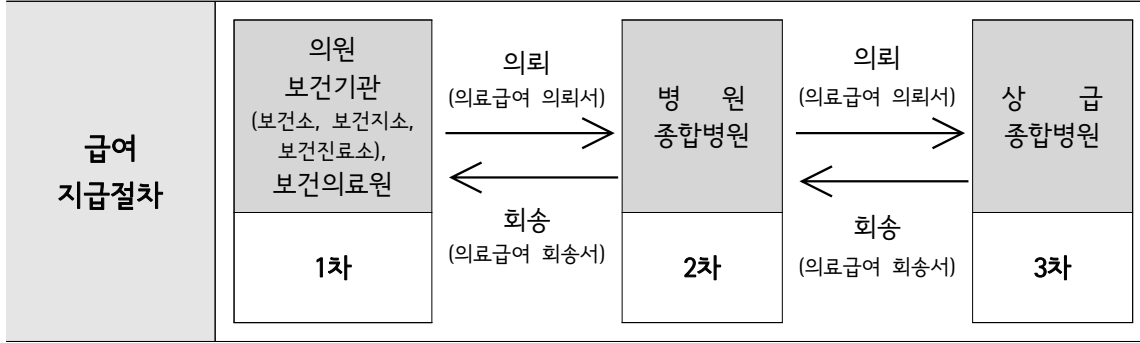 급여
지급절차
의원
보건기관
(보건소, 보건지소,
보건진료소),
보건의료원
1차
의뢰
(의료급여 의뢰서)
회송
(의료급여 회송서)
병 원
종합병원
2차
의뢰
(의료급여 의뢰서)
회송
(의료급여 회송서)
상 급
종합병원
3차